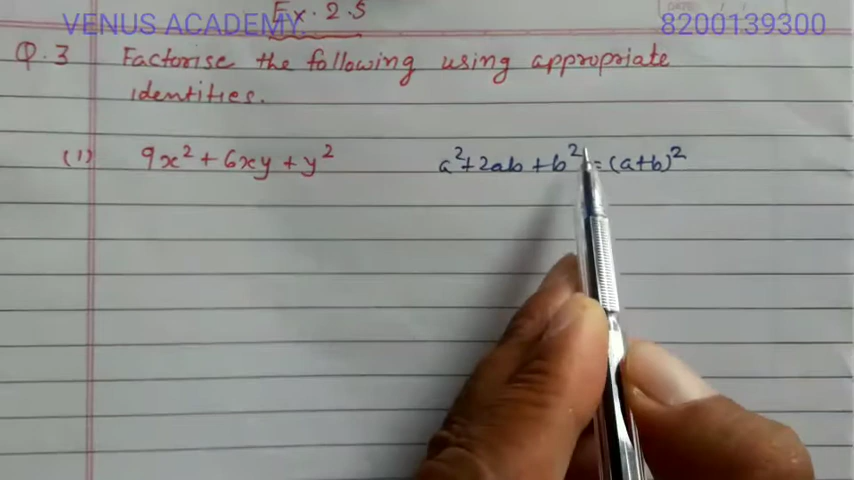 Ex. 2.5
VENUS ACADEMY
8200139300
Q.3 Factorise the following using appropriate
identities.
(1) 9x² + 6xy + y² a² + 2ab + b² = (a+b)²